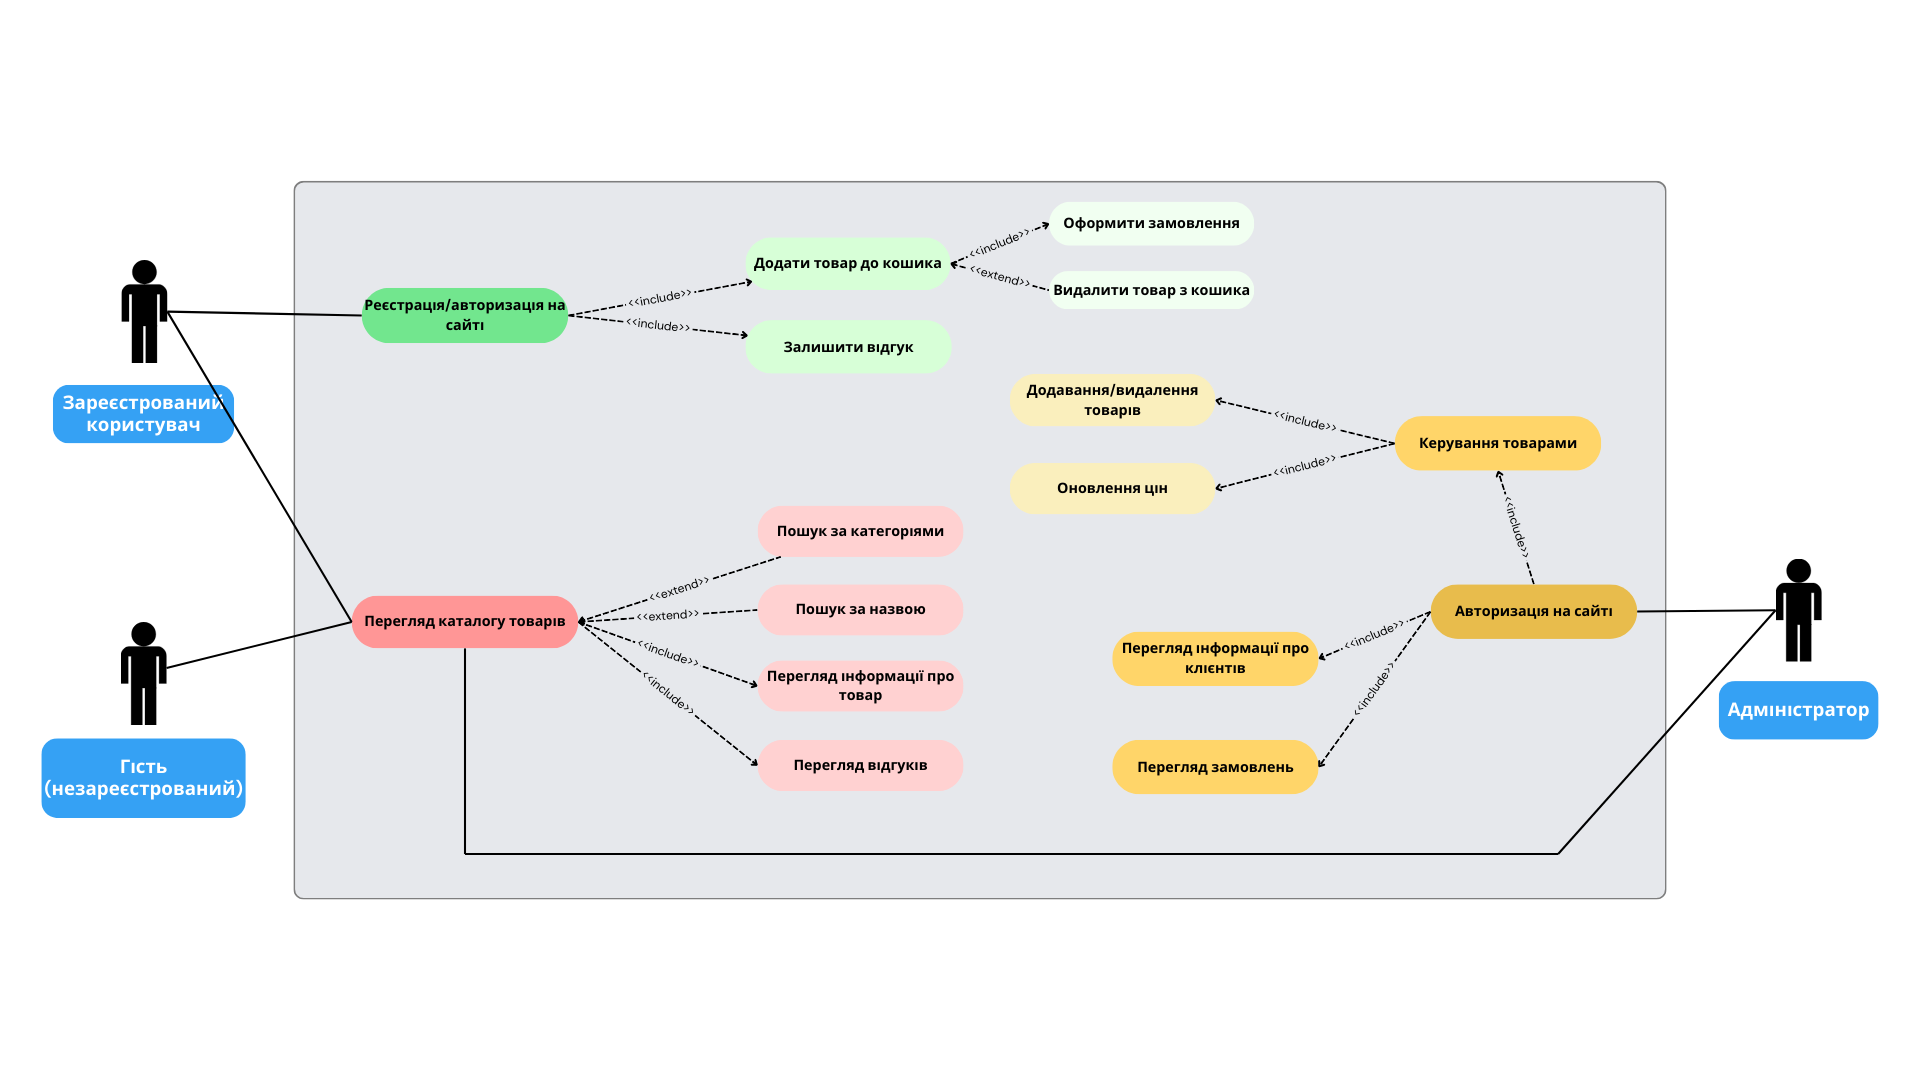 Оформити замовлення
<<include>>
Додати товар до кошика
<<extend>>
Видалити товар з кошика
<<include>>
Реєстрація/авторизація на
сайті
<<include>>
Залишити відгук
Зареєстрований
користувач
Додавання/видалення
товарів
<<include>>
Керування товарами
<<include>>
Оновлення цін
<<include>>
Пошук за категоріями
<<extend>>
Пошук за назвою
<<extend>>
Перегляд каталогу товарів
<<include>>
Перегляд інформації про
товар
<<include>>
Перегляд відгуків
Авторизація на сайті
<<include>>
Перегляд інформації про
клієнтів
<<include>>
Перегляд замовлень
Адміністратор
Гість
(незареєстрований)